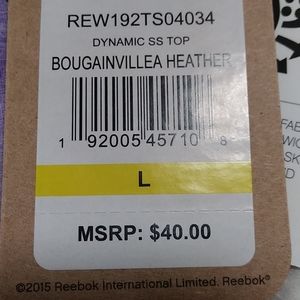 REW192TS04034
DYNAMIC SS TOP
BOUGAINVILLEA HEATHER
1 92005 45710 8
L
MSRP: $40.00
©2015 Reebok International Limited. Reebok®